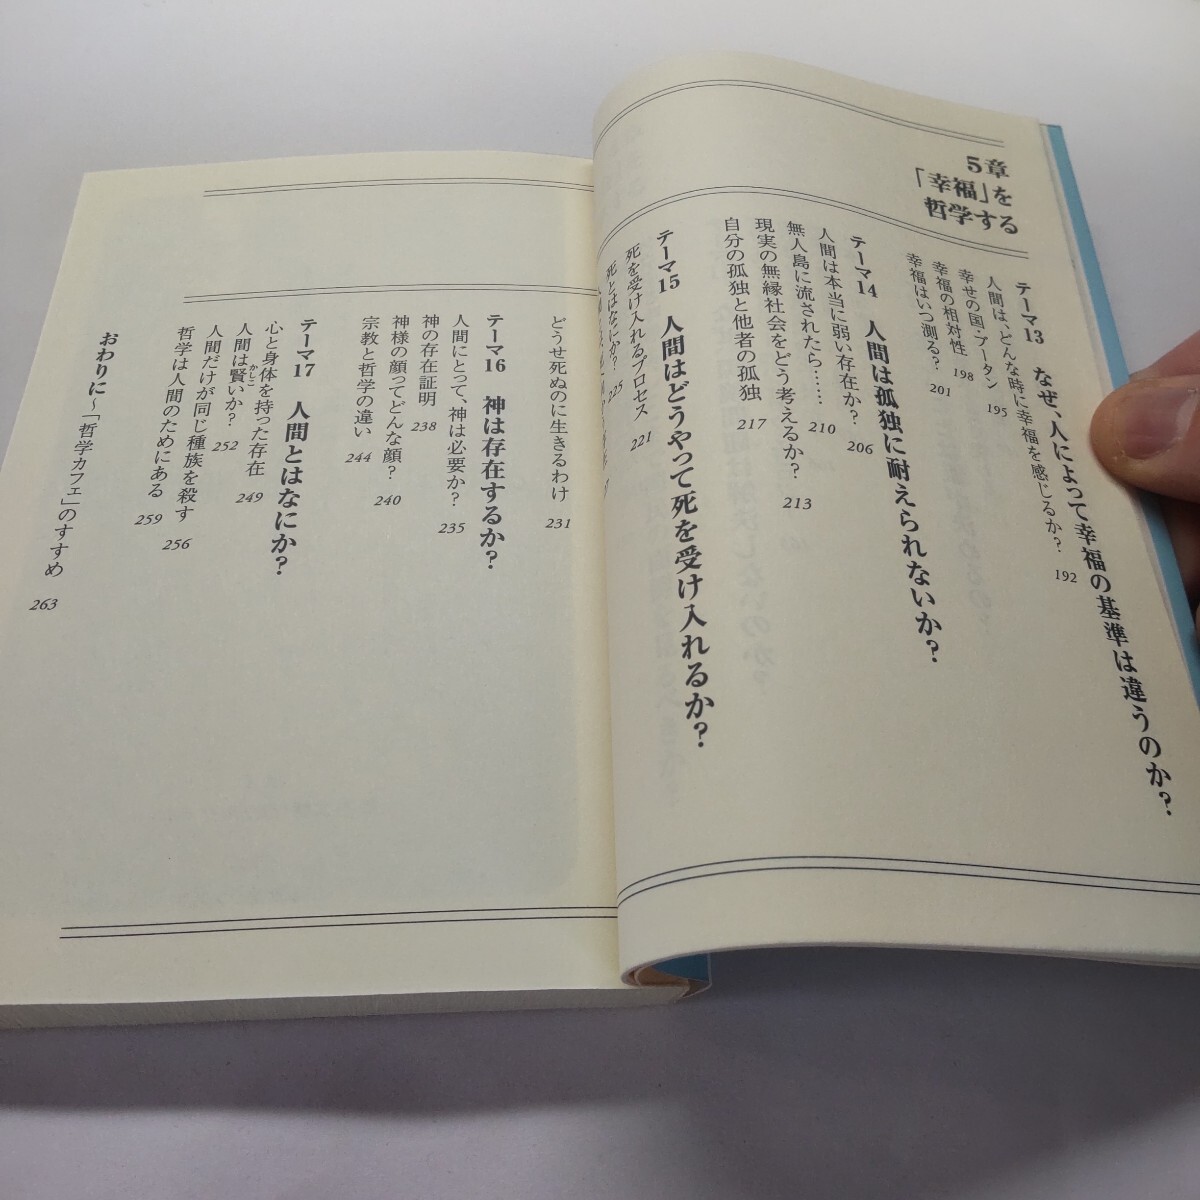 5章
「幸福」を
哲学する
テーマ13 なぜ、人によって幸福の基準は違うのか?
人間は、どんな時に幸福を感じるか? 192
幸せの国・ブータン 195
幸福の相対性 198
幸福はいつ測る? 201
テーマ14 人間は孤独に耐えられないか?
人間は本当に弱い存在か? 206
無人島に流されたら…… 210
現実の無縁社会をどう考えるか? 213
自分の孤独と他者の孤独 217
テーマ15 人間はどうやって死を受け入れるか?
死を受け入れるプロセス 221
死とはなにか? 225
どうせ死ぬのに生きるわけ 231
テーマ16 神は存在するか?
人間にとって、神は必要か? 235
神の存在証明 238
神様の顔ってどんな顔? 240
宗教と哲学の違い 244
テーマ17 人間とはなにか?
心と身体を持った存在 249
人間は賢いか? 252
かしこ
人間だけが同じ種族を殺す 256
哲学は人間のためにある 259
おわりに〜「哲学カフェ」のすすめ 263